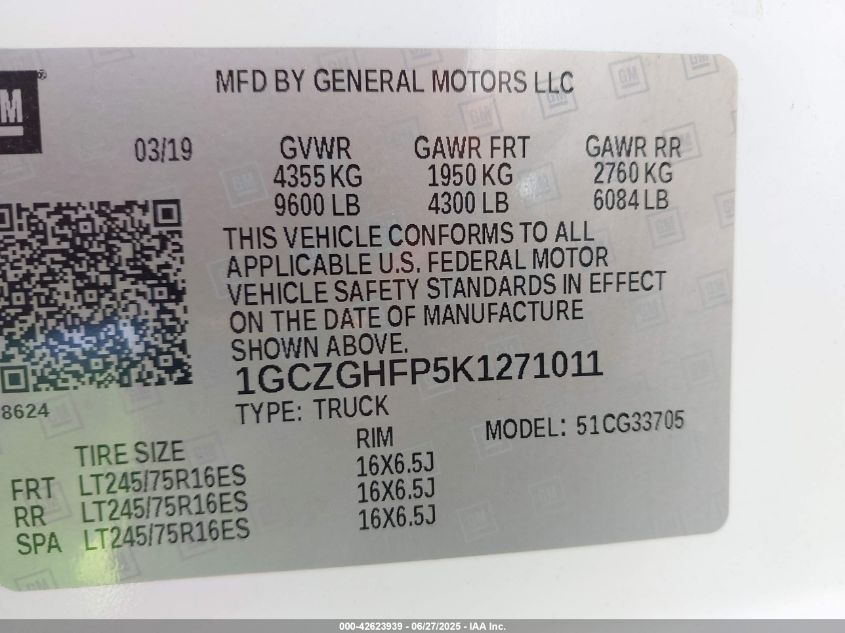 MFD BY GENERAL MOTORS LLC
GM®
03/19 GVWR GAWR FRT GAWR RR
4355 KG 1950 KG 2760 KG
9600 LB 4300 LB 6084 LB
THIS VEHICLE CONFORMS TO ALL
APPLICABLE U.S. FEDERAL MOTOR
VEHICLE SAFETY STANDARDS IN EFFECT
ON THE DATE OF MANUFACTURE
SHOWN ABOVE.
1GCZGHFP5K1271011
8624
TYPE: TRUCK
MODEL: 51CG33705
TIRE SIZE RIM
FRT LT245/75R16ES 16X6.5J
RR LT245/75R16ES 16X6.5J
SPA LT245/75R16ES 16X6.5J
000-42623939 - 06/27/2025 - IAA Inc.